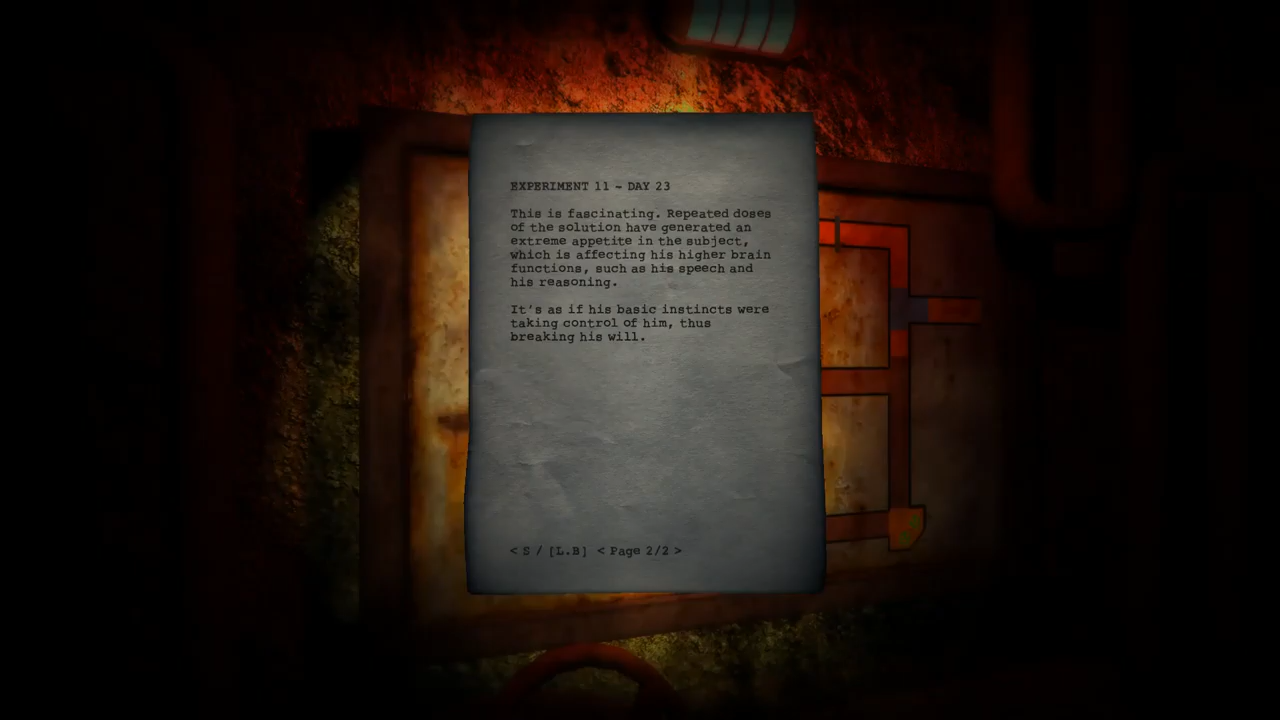 EXPERIMENT 11 - DAY 23
This is fascinating. Repeated doses
of the solution have generated an
extreme appetite in the subject,
which is affecting his higher brain
functions, such as his speech and
his reasoning.
It's as if his basic instincts were
taking control of him, thus
breaking his will.
< S / [L.B] < Page 2/2 >